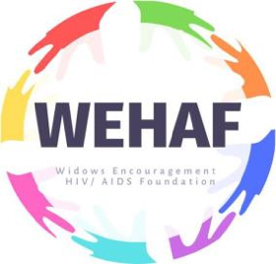 WEHAF
Widows Encouragement
HIV/ AIDS Foundation